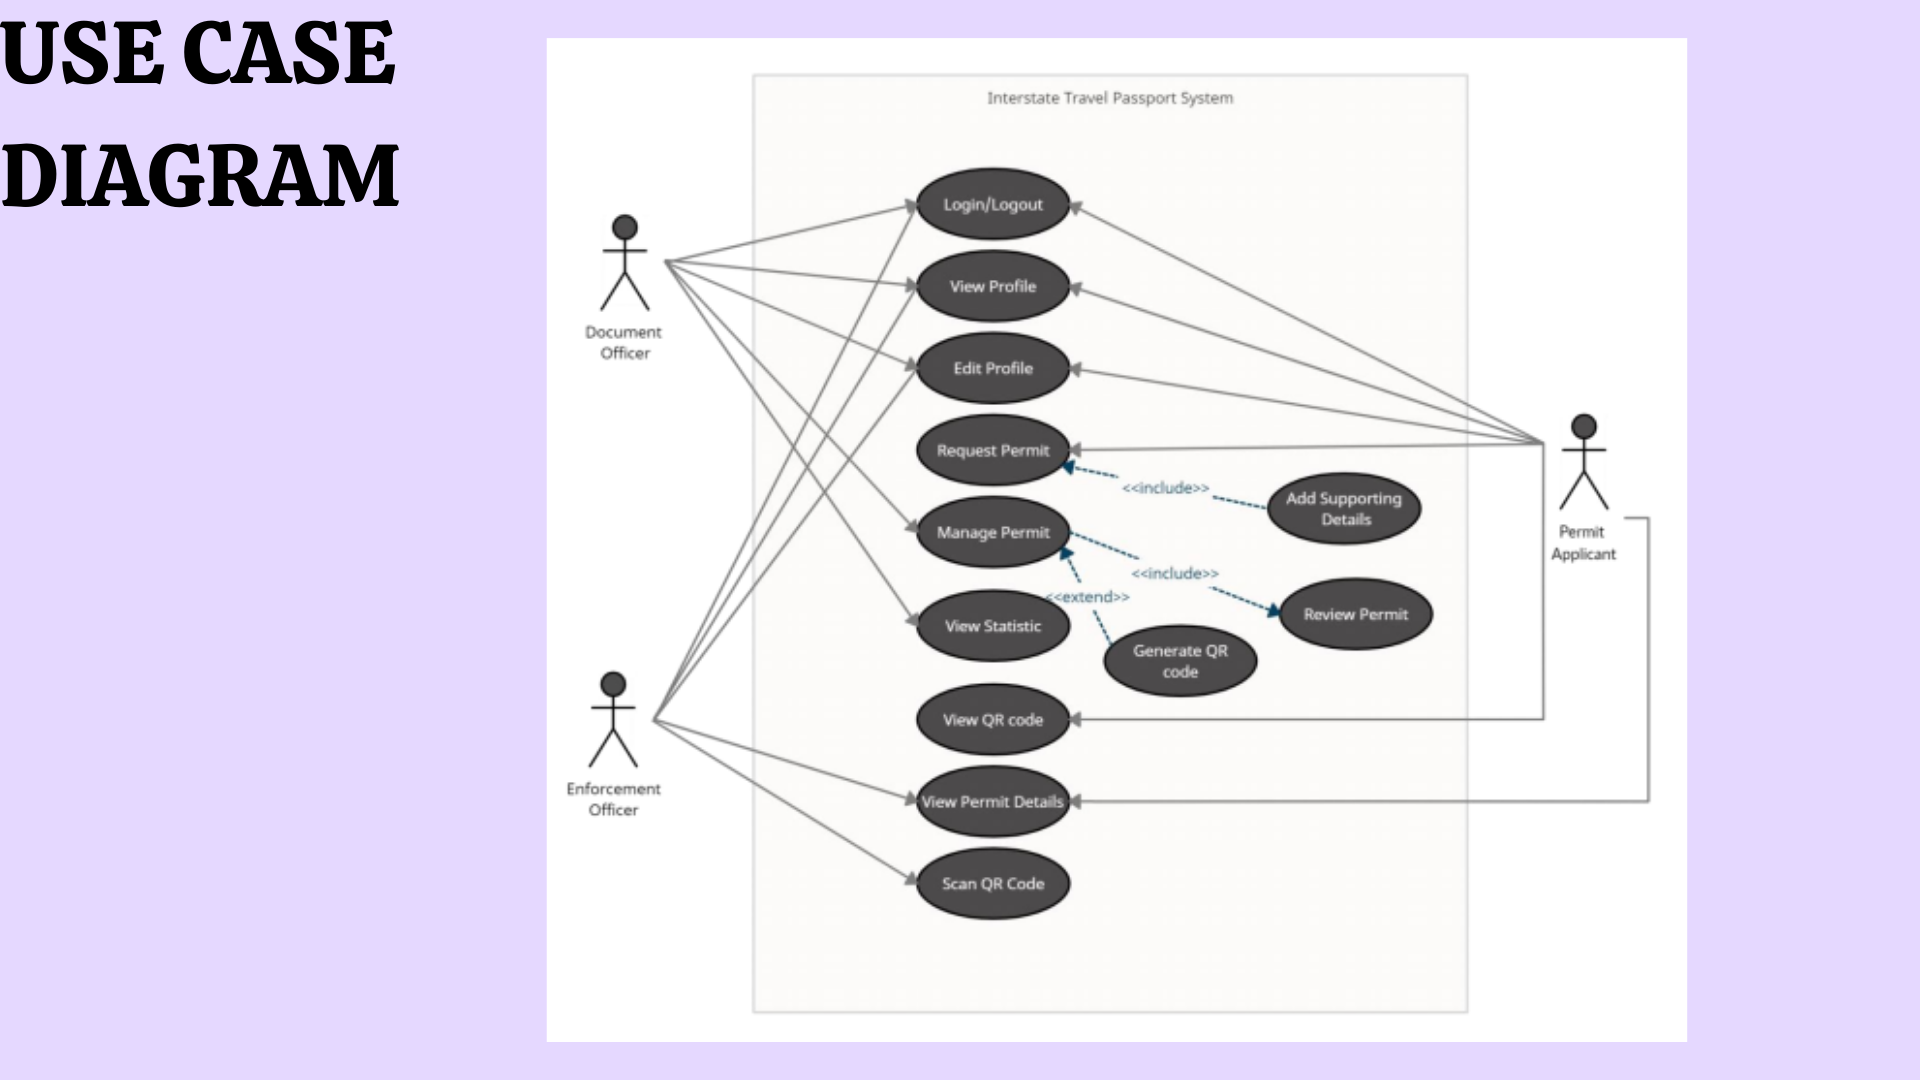 USE CASE
DIAGRAM
Interstate Travel Passport System
Login/Logout
View Profile
Document
Officer
Edit Profile
Request Permit
<<include>>
Add Supporting
Details
Manage Permit
Permit
Applicant
<<include>>
<<extend>>
Review Permit
View Statistic
Generate QR
code
View QR code
Enforcement
Officer
View Permit Details
Scan QR Code